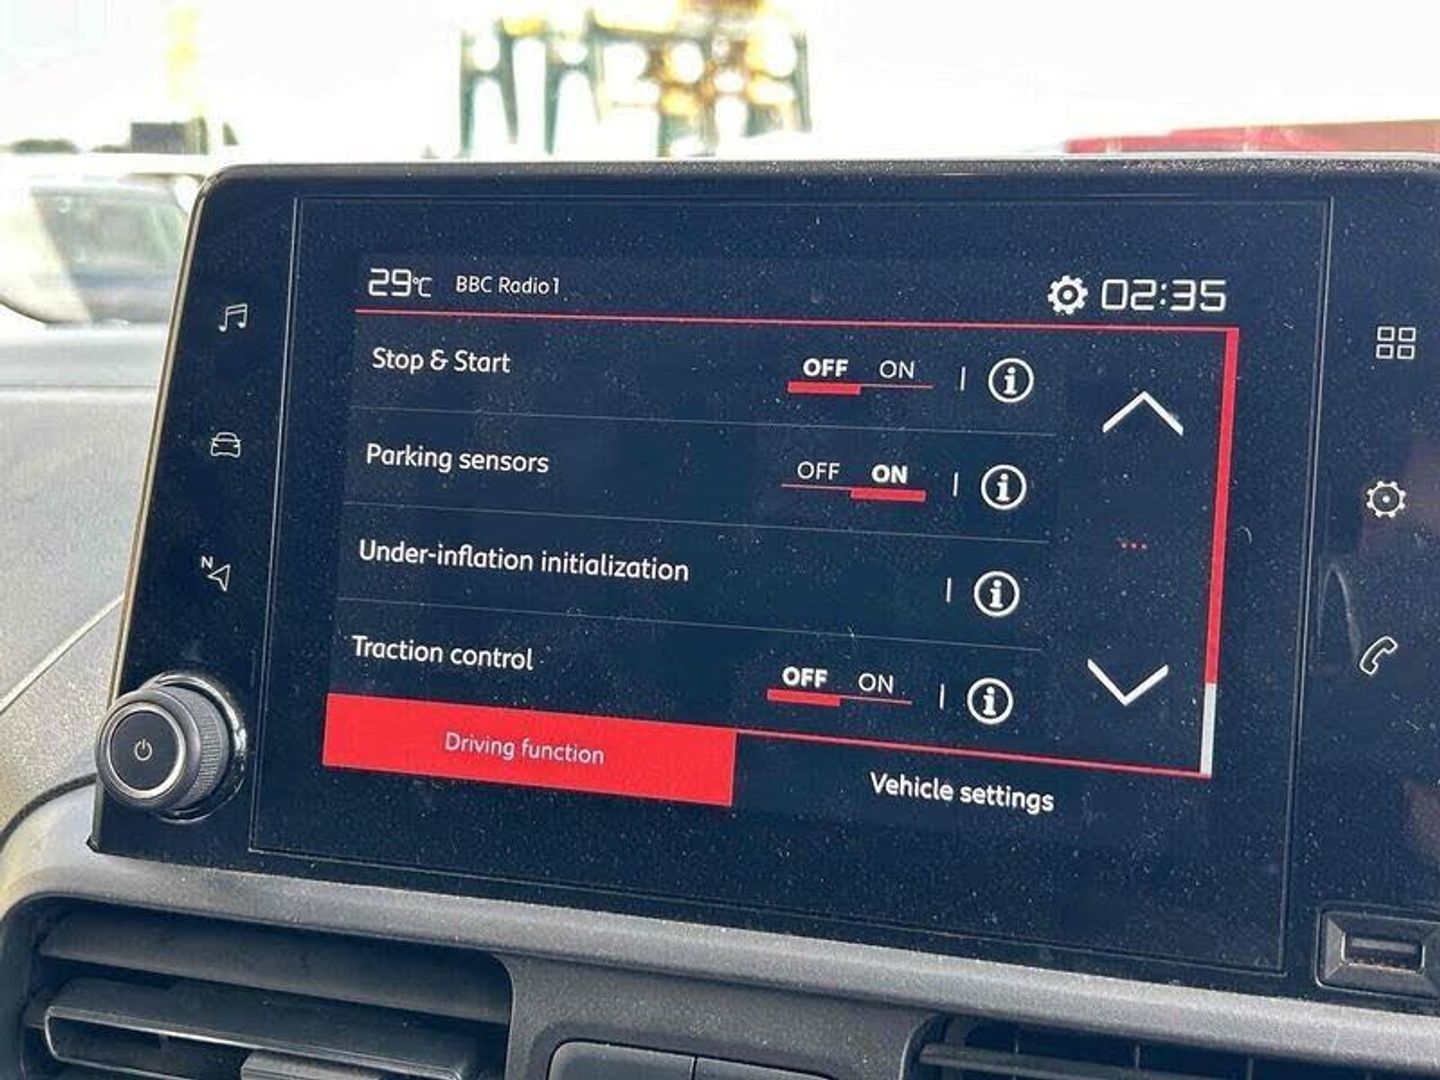 29°C BBC Radio 1 02:35
Stop & Start OFF ON
Parking sensors OFF ON
Under-inflation initialization
Traction control OFF ON
Driving function Vehicle settings
N